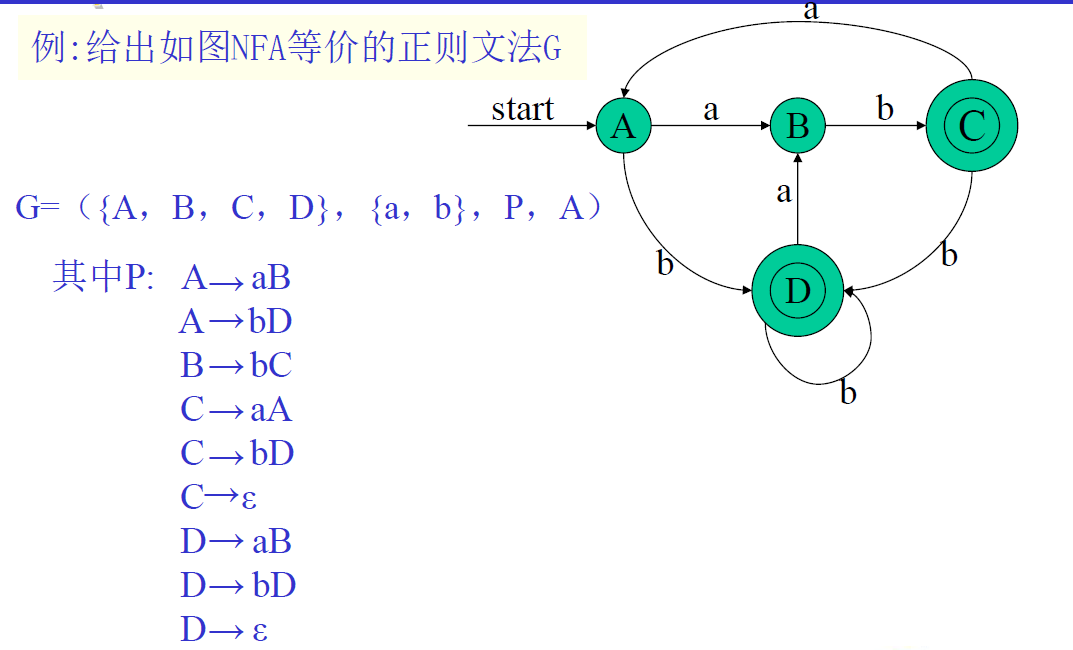 例:给出如图NFA等价的正则文法G
G=（{A，B，C，D}，{a，b}，P，A）
其中P: A→aB
A→bD
B→bC
C→aA
C→bD
C→ε
D→aB
D→bD
D→ε
a
start
A
a
B
b
C
a
b
b
D
b